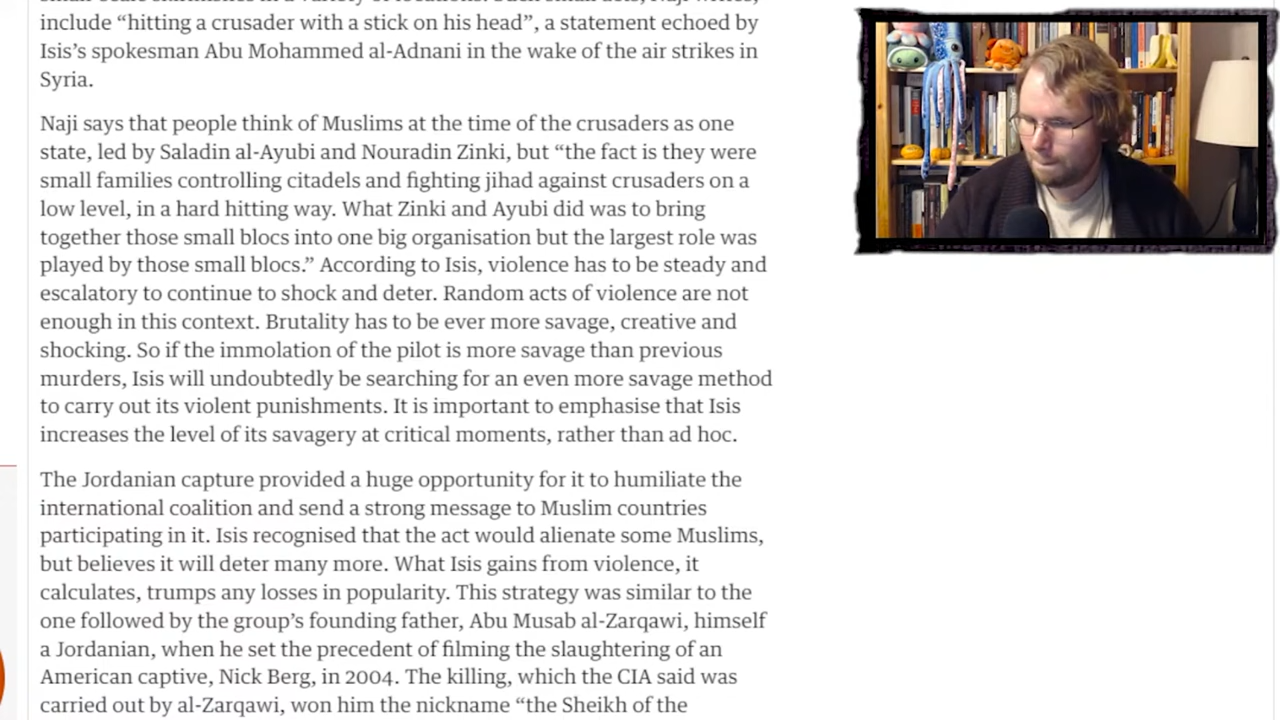 include “hitting a crusader with a stick on his head”, a statement echoed by
Isis’s spokesman Abu Mohammed al-Adnani in the wake of the air strikes in
Syria.
Naji says that people think of Muslims at the time of the crusaders as one
state, led by Saladin al-Ayubi and Nouradin Zinki, but “the fact is they were
small families controlling citadels and fighting jihad against crusaders on a
low level, in a hard hitting way. What Zinki and Ayubi did was to bring
together those small blocs into one big organisation but the largest role was
played by those small blocs.” According to Isis, violence has to be steady and
escalatory to continue to shock and deter. Random acts of violence are not
enough in this context. Brutality has to be ever more savage, creative and
shocking. So if the immolation of the pilot is more savage than previous
murders, Isis will undoubtedly be searching for an even more savage method
to carry out its violent punishments. It is important to emphasise that Isis
increases the level of its savagery at critical moments, rather than ad hoc.
The Jordanian capture provided a huge opportunity for it to humiliate the
international coalition and send a strong message to Muslim countries
participating in it. Isis recognised that the act would alienate some Muslims,
but believes it will deter many more. What Isis gains from violence, it
calculates, trumps any losses in popularity. This strategy was similar to the
one followed by the group’s founding father, Abu Musab al-Zarqawi, himself
a Jordanian, when he set the precedent of filming the slaughtering of an
American captive, Nick Berg, in 2004. The killing, which the CIA said was
carried out by al-Zarqawi, won him the nickname “the Sheikh of the